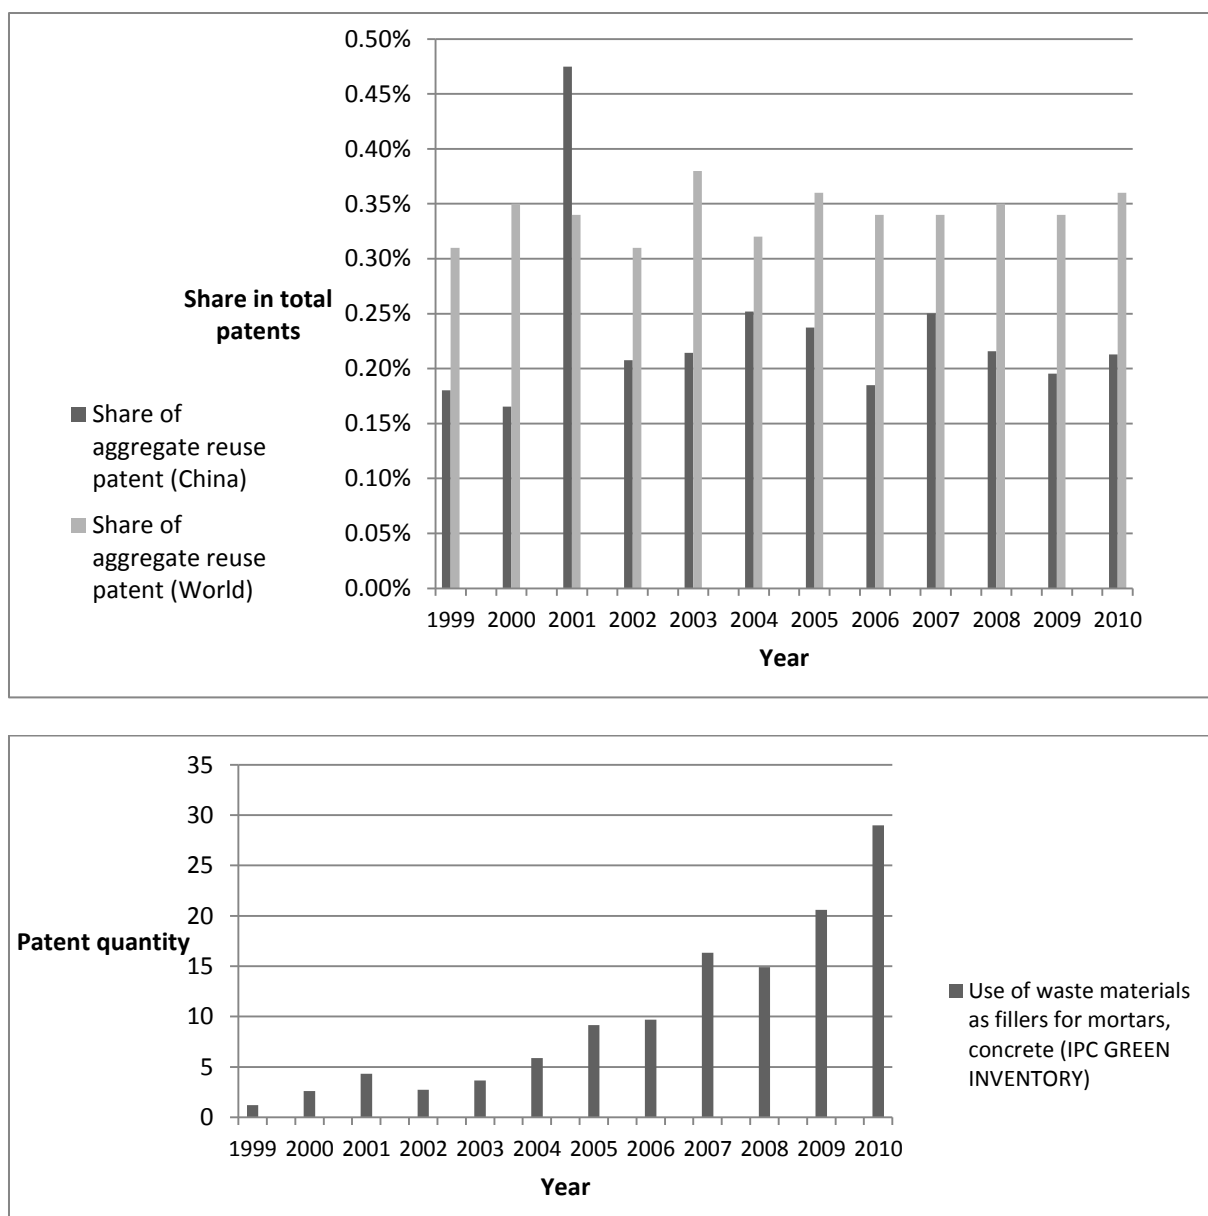 0.50%
0.45%
0.40%
0.35%
0.30%
0.25%
0.20%
0.15%
0.10%
0.05%
0.00%
Share in total
patents
Share of
aggregate reuse
patent (China)
Share of
aggregate reuse
patent (World)
1999 2000 2001 2002 2003 2004 2005 2006 2007 2008 2009 2010
Year
35
30
25
20
15
10
5
0
Patent quantity
Use of waste materials
as fillers for mortars,
concrete (IPC GREEN
INVENTORY)
1999 2000 2001 2002 2003 2004 2005 2006 2007 2008 2009 2010
Year